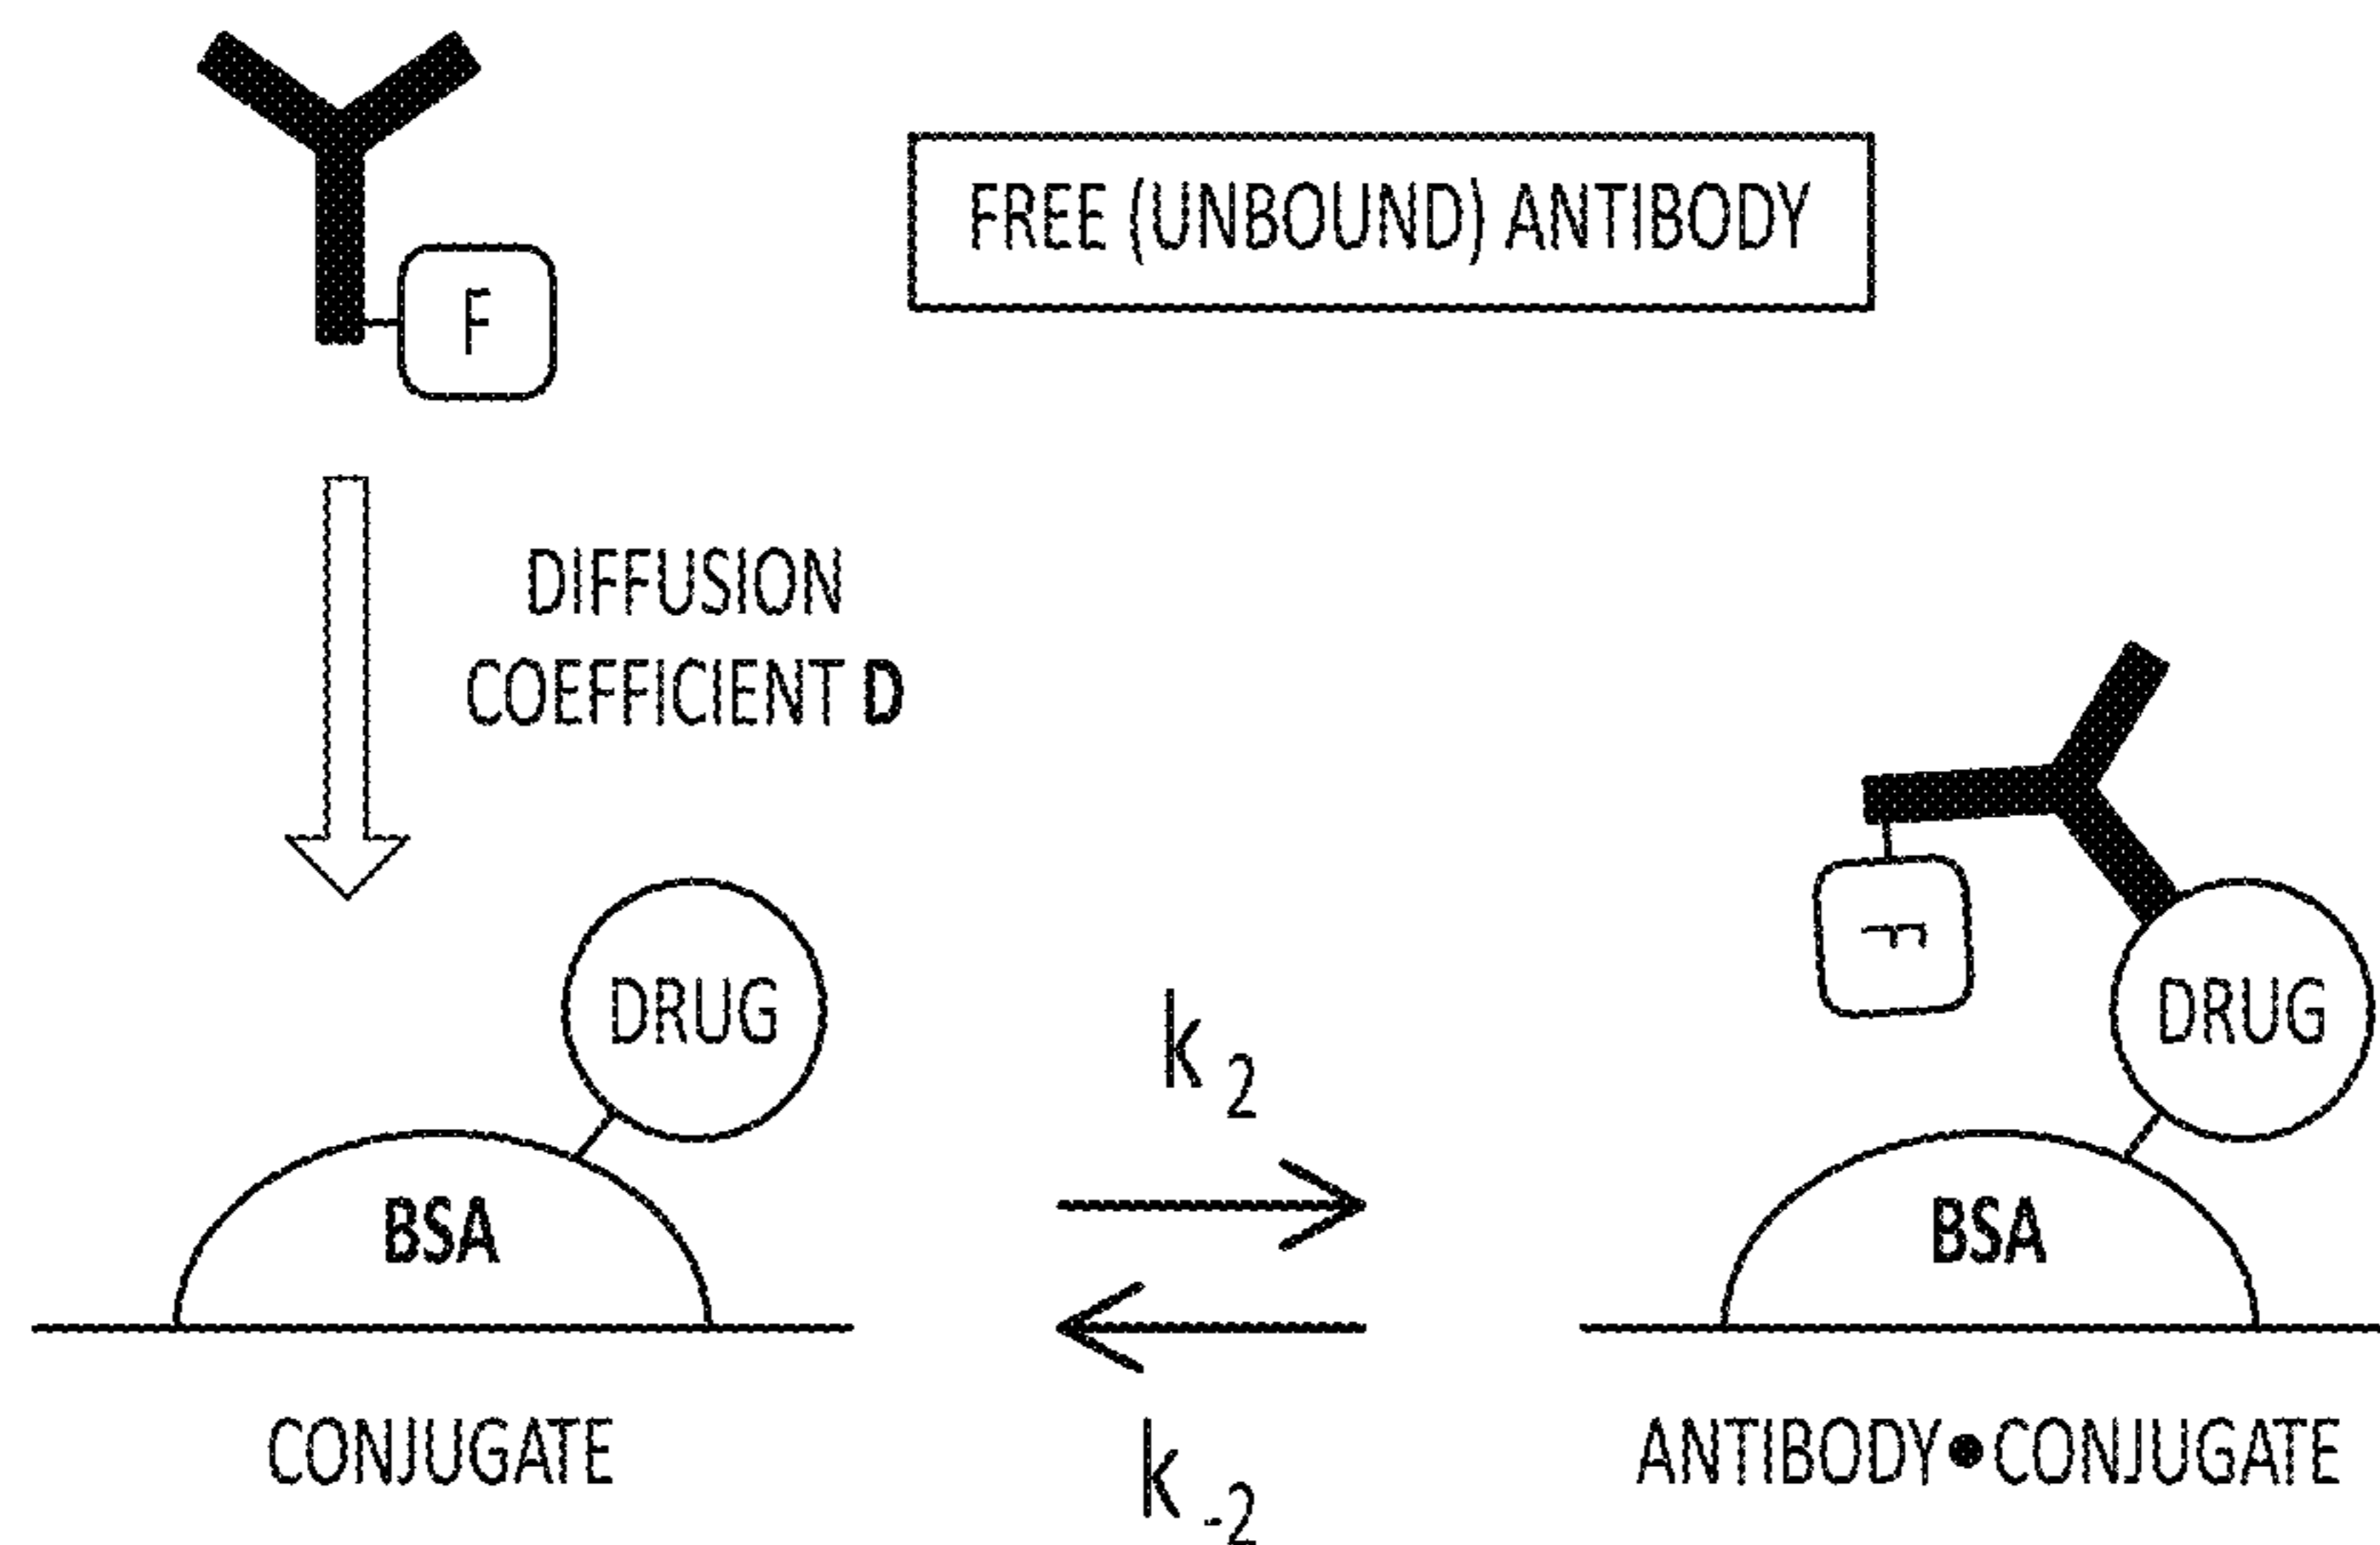 FREE (UNBOUND) ANTIBODY
F
DIFFUSION
COEFFICIENT D
F
DRUG
DRUG
k 2
BSA
BSA
CONJUGATE
k -2
ANTIBODY●CONJUGATE